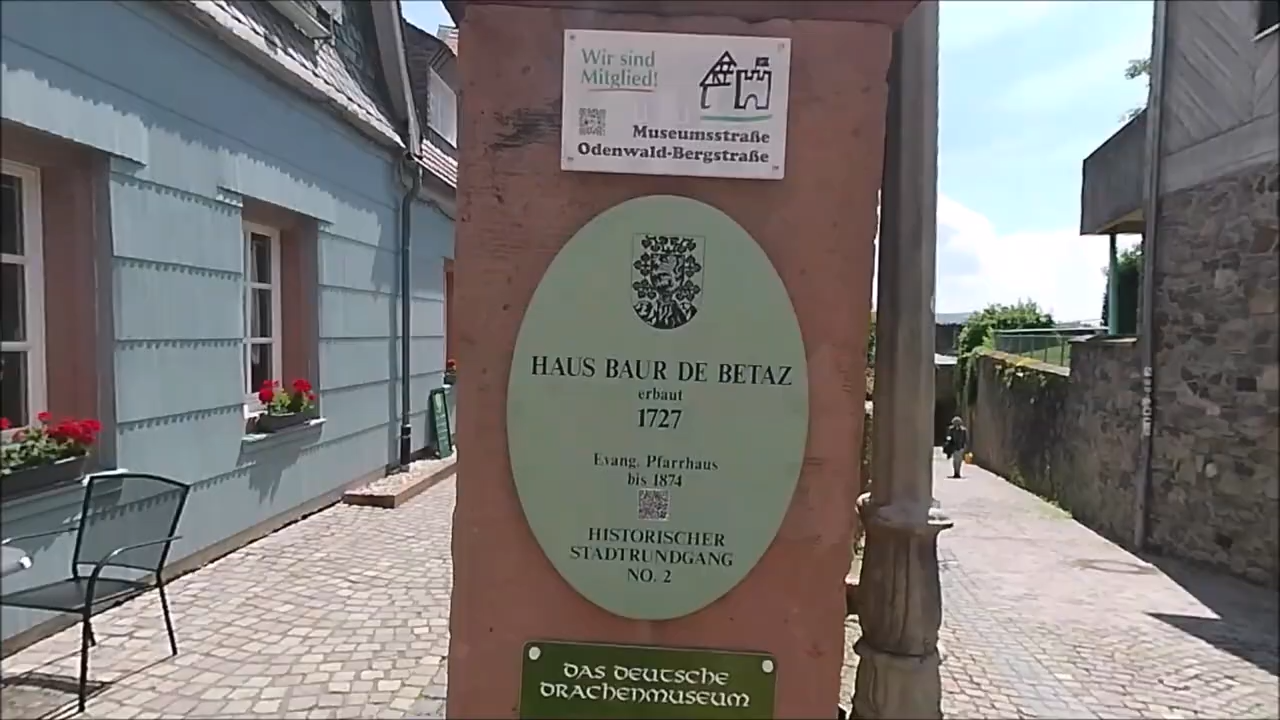 Wir sind
Mitglied!
Museumsstraße
Odenwald-Bergstraße
HAUS BAUR DE BETAZ
erbaut
1727
Evang. Pfarrhaus
bis 1874
HISTORISCHER
STADTRUNDGANG
NO. 2
DAS DEUTSCHE
DRACHENMUSEUM